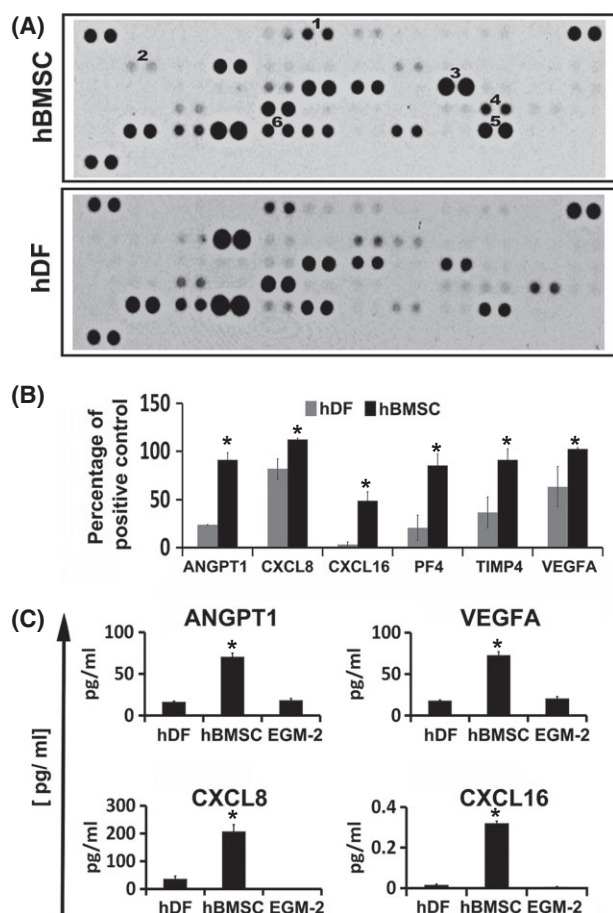 (A)
hBMSC
1
2
3
4
5
6
hDF
(B)
Percentage of
positive control
150
100
50
0
hDF hBMSC
* * * * * *
ANGPT1 CXCL8 CXCL16 PF4 TIMP4 VEGFA
(C)
[ pg/ ml]
ANGPT1
pg/ml
100
50
0
*
hDF hBMSC EGM-2
VEGFA
pg/ml
100
50
0
*
hDF hBMSC EGM-2
CXCL8
pg/ml
300
200
100
0
*
hDF hBMSC EGM-2
CXCL16
pg/ml
0.4
0.2
0
*
hDF hBMSC EGM-2